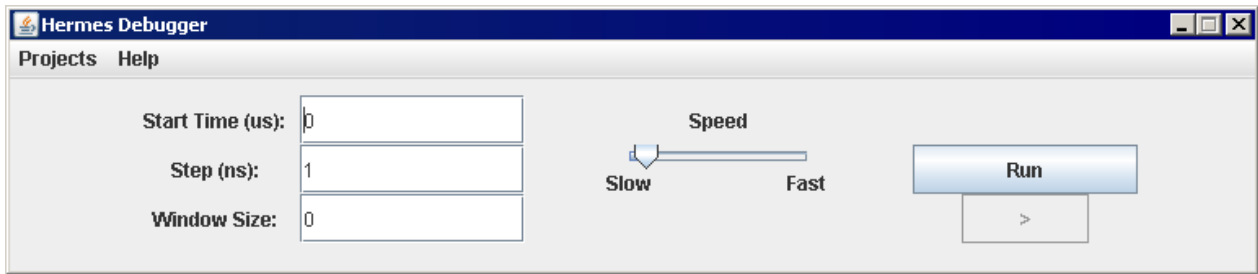 Hermes Debugger
Projects Help
Start Time (us): 0
Speed
Step (ns): 1
Run
Slow Fast
Window Size: 0
>